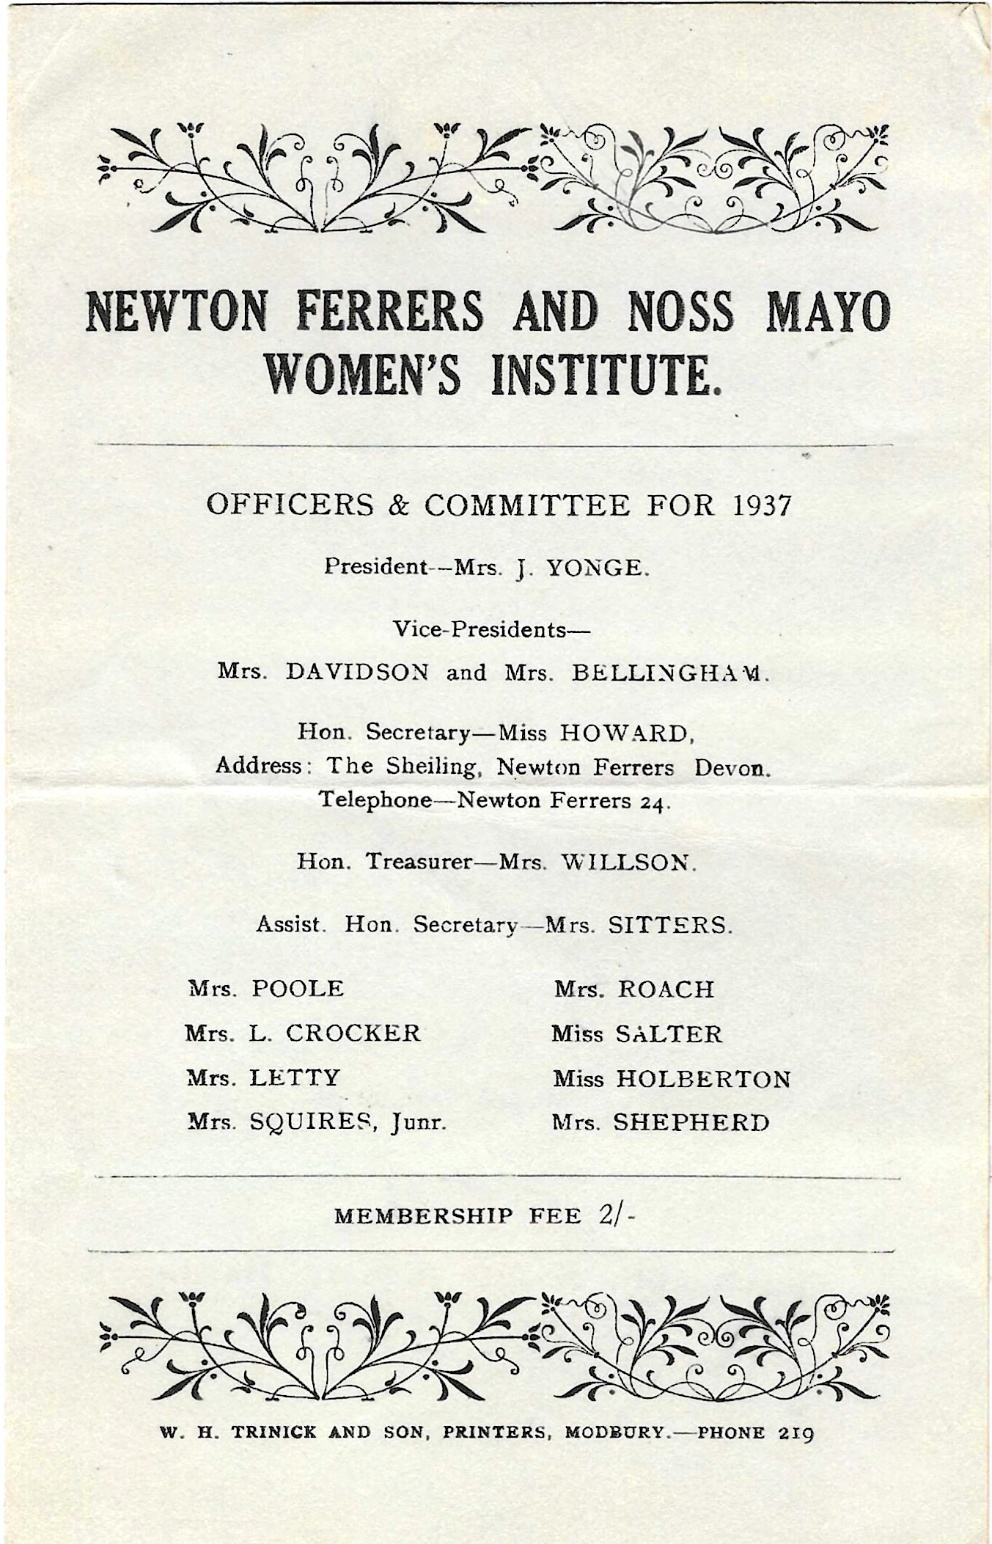 NEWTON FERRERS AND NOSS MAYO
WOMEN'S INSTITUTE.
OFFICERS & COMMITTEE FOR 1937
President—Mrs. J. YONGE.
Vice-Presidents—
Mrs. DAVIDSON and Mrs. BELLINGHAM.
Hon. Secretary—Miss HOWARD,
Address: The Sheiling, Newton Ferrers Devon.
Telephone—Newton Ferrers 24.
Hon. Treasurer—Mrs. WILLSON.
Assist. Hon. Secretary—Mrs. SITTERS.
Mrs. POOLE Mrs. ROACH
Mrs. L. CROCKER Miss SALTER
Mrs. LETTY Miss HOLBERTON
Mrs. SQUIRES, Junr. Mrs. SHEPHERD
MEMBERSHIP FEE 2/-
W. H. TRINICK AND SON, PRINTERS, MODBURY.—PHONE 219